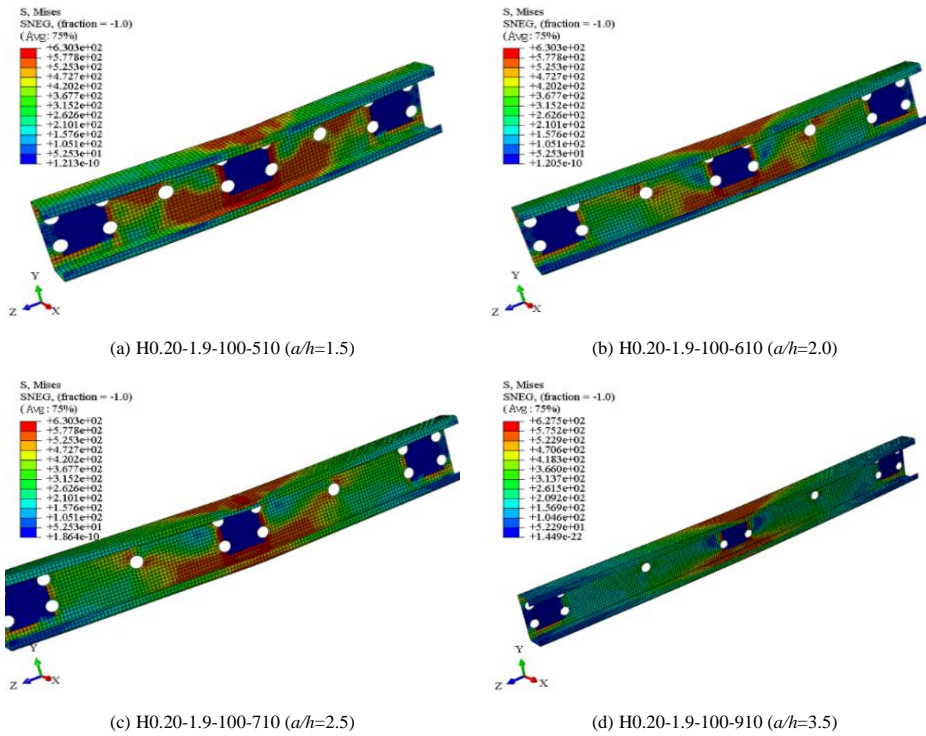 S, Mises
SNEG, (fraction = -1.0)
(Avg: 75%)
+6.303e+02
+5.778e+02
+5.253e+02
+4.727e+02
+4.202e+02
+3.677e+02
+3.152e+02
+2.626e+02
+2.101e+02
+1.576e+02
+1.051e+02
+5.253e+01
+1.213e-10
Y
Z
X
(a) H0.20-1.9-100-510 (a/h=1.5)
S, Mises
SNEG, (fraction = -1.0)
(Avg: 75%)
+6.303e+02
+5.778e+02
+5.253e+02
+4.727e+02
+4.202e+02
+3.677e+02
+3.152e+02
+2.626e+02
+2.101e+02
+1.576e+02
+1.051e+02
+5.253e+01
+1.205e-10
Y
Z
X
(b) H0.20-1.9-100-610 (a/h=2.0)
S, Mises
SNEG, (fraction = -1.0)
(Avg: 75%)
+6.303e+02
+5.778e+02
+5.253e+02
+4.727e+02
+4.202e+02
+3.677e+02
+3.152e+02
+2.626e+02
+2.101e+02
+1.576e+02
+1.051e+02
+5.253e+01
+1.864e-10
Y
Z
X
(c) H0.20-1.9-100-710 (a/h=2.5)
S, Mises
SNEG, (fraction = -1.0)
(Avg: 75%)
+6.275e+02
+5.752e+02
+5.229e+02
+4.706e+02
+4.183e+02
+3.660e+02
+3.137e+02
+2.615e+02
+2.092e+02
+1.569e+02
+1.046e+02
+5.229e+01
+1.449e-22
Y
Z
X
(d) H0.20-1.9-100-910 (a/h=3.5)